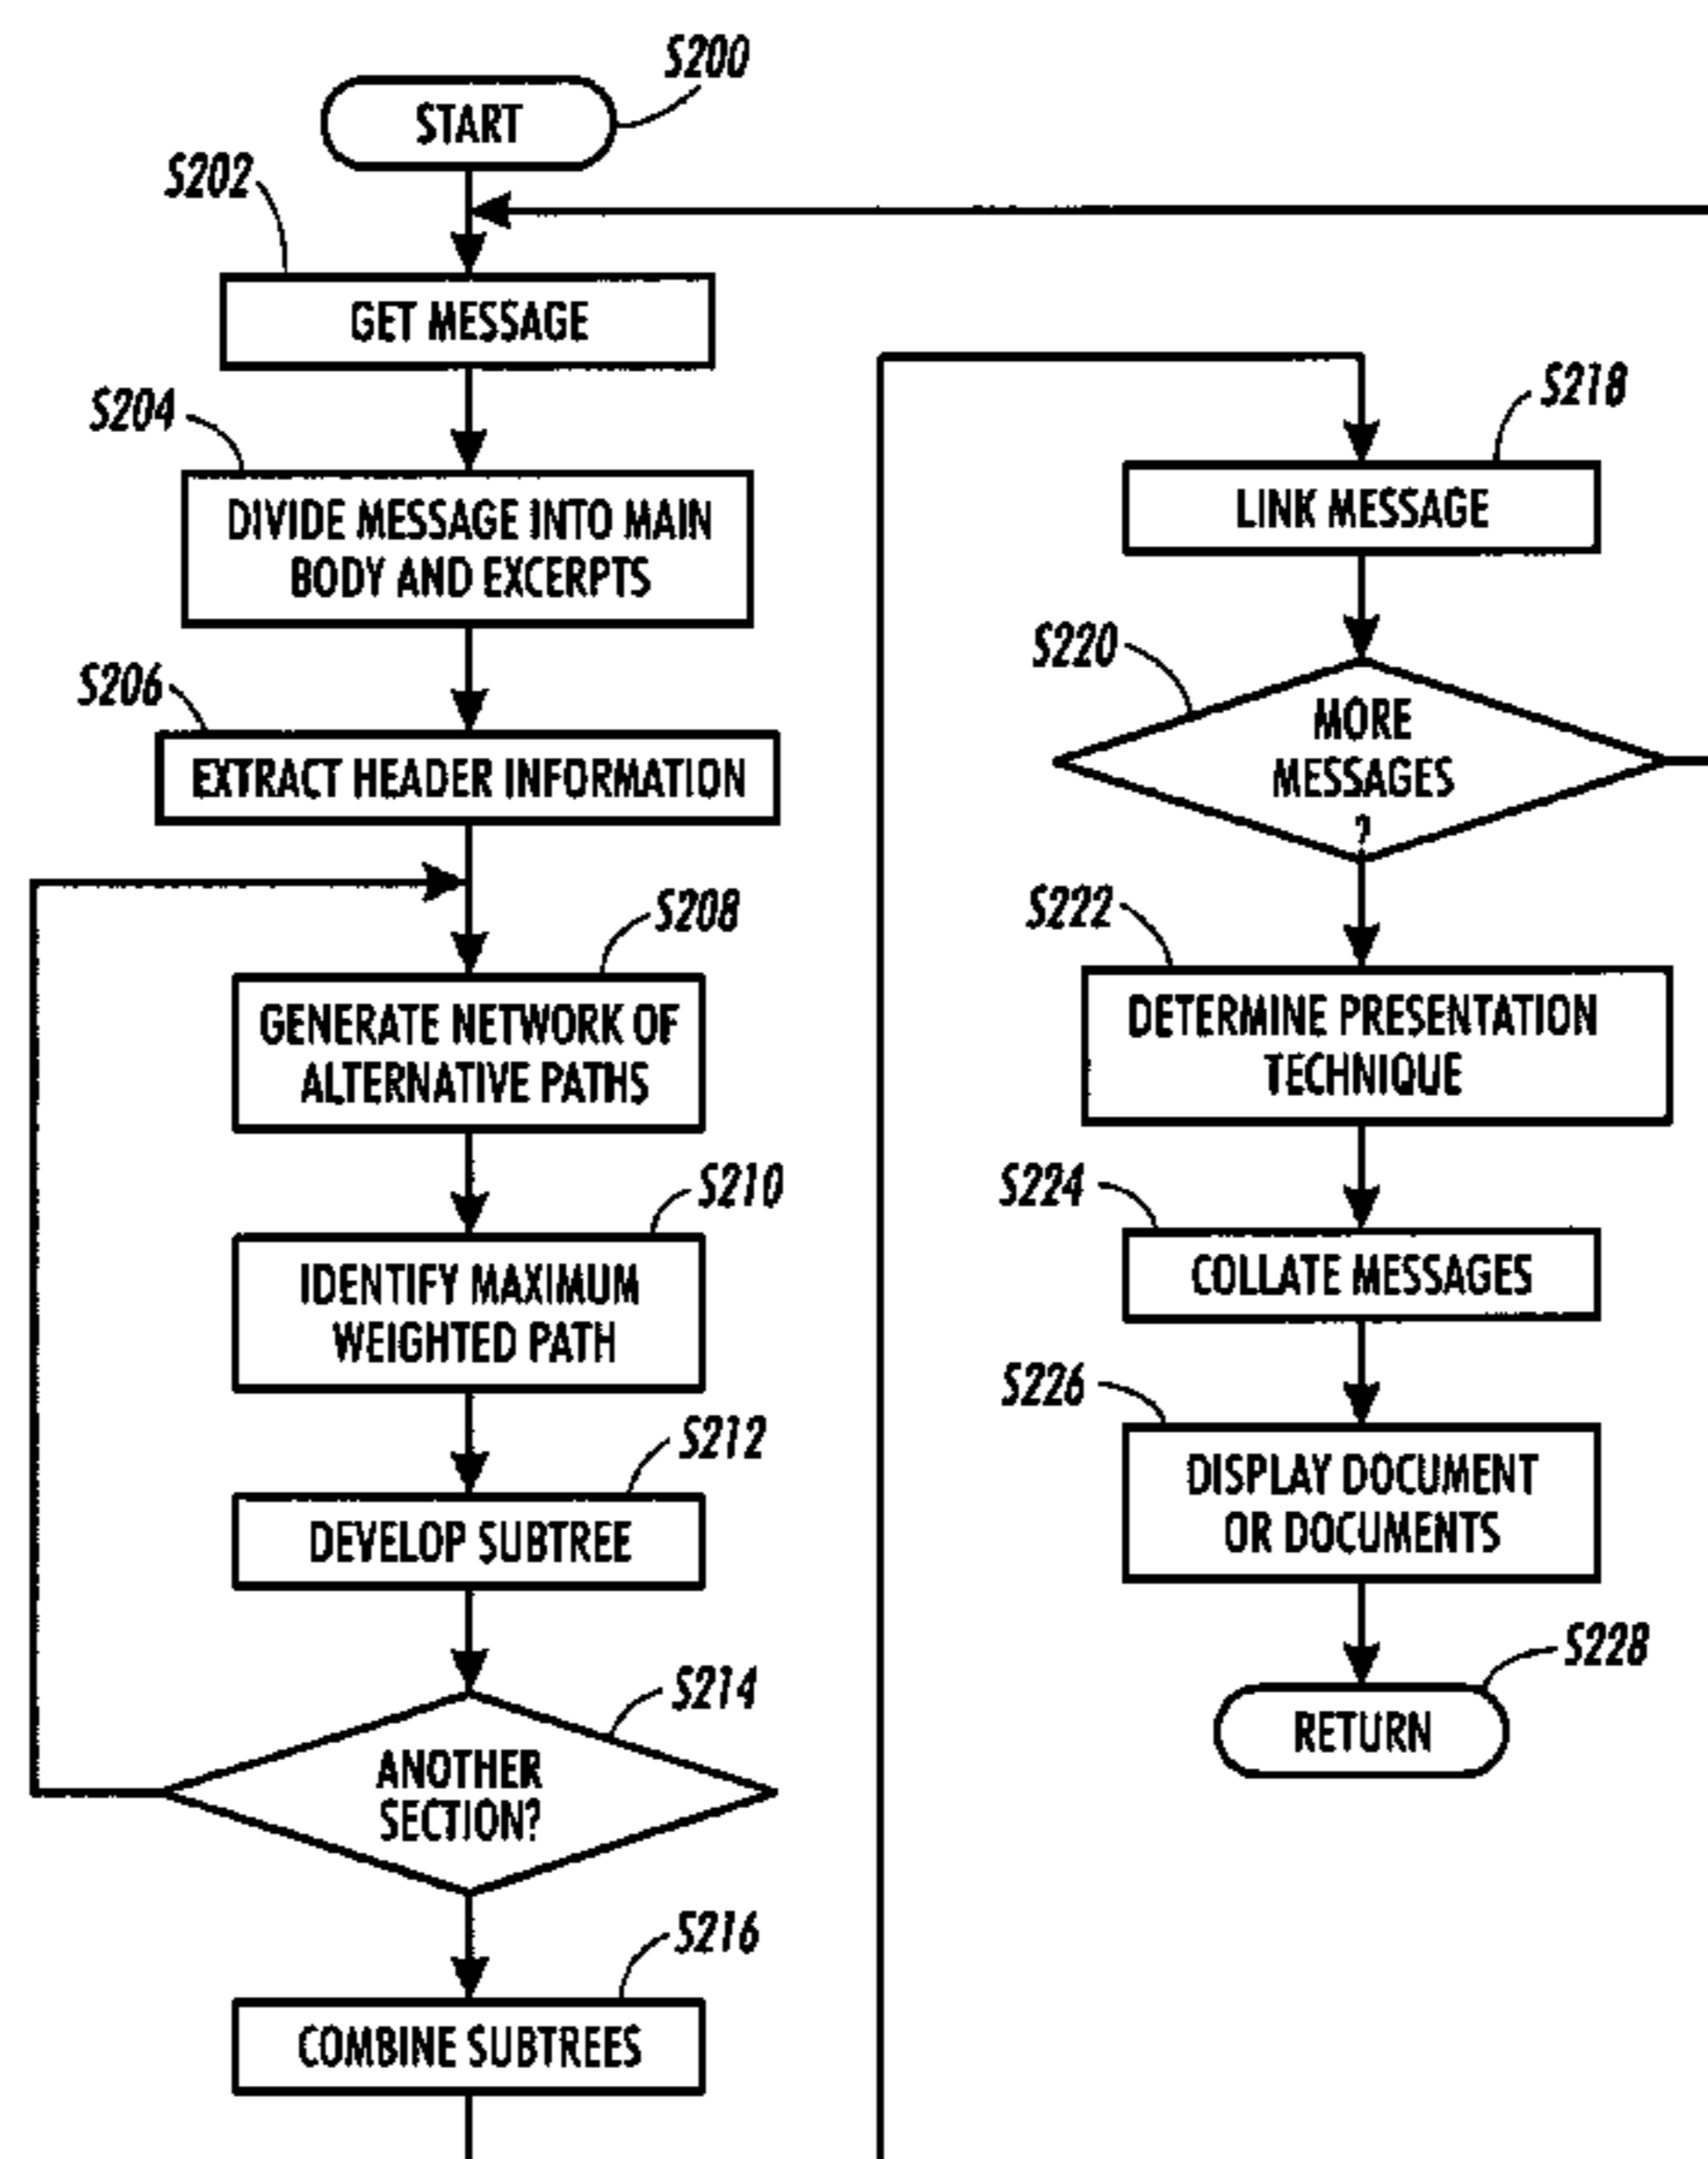 S200
START
S202
GET MESSAGE
S204
DIVIDE MESSAGE INTO MAIN
BODY AND EXCERPTS
S206
EXTRACT HEADER INFORMATION
S208
GENERATE NETWORK OF
ALTERNATIVE PATHS
S210
IDENTIFY MAXIMUM
WEIGHTED PATH
S212
DEVELOP SUBTREE
S214
ANOTHER
SECTION?
S216
COMBINE SUBTREES
S218
LINK MESSAGE
S220
MORE
MESSAGES
?
S222
DETERMINE PRESENTATION
TECHNIQUE
S224
COLLATE MESSAGES
S226
DISPLAY DOCUMENT
OR DOCUMENTS
S228
RETURN